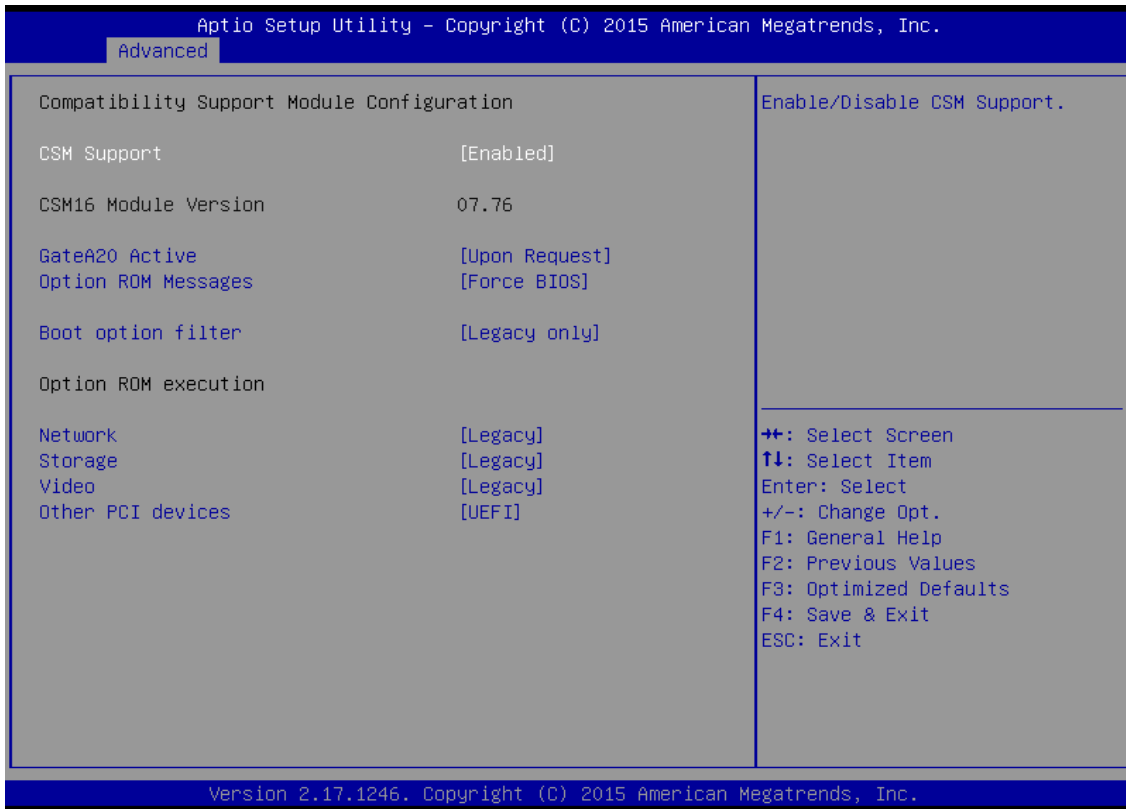 Aptio Setup Utility – Copyright (C) 2015 American Megatrends, Inc.
Advanced
Compatibility Support Module Configuration
CSM Support [Enabled]
CSM16 Module Version 07.76
GateA20 Active [Upon Request]
Option ROM Messages [Force BIOS]
Boot option filter [Legacy only]
Option ROM execution
Network [Legacy]
Storage [Legacy]
Video [Legacy]
Other PCI devices [UEFI]
Enable/Disable CSM Support.
→←: Select Screen
↑↓: Select Item
Enter: Select
+/-: Change Opt.
F1: General Help
F2: Previous Values
F3: Optimized Defaults
F4: Save & Exit
ESC: Exit
Version 2.17.1246. Copyright (C) 2015 American Megatrends, Inc.